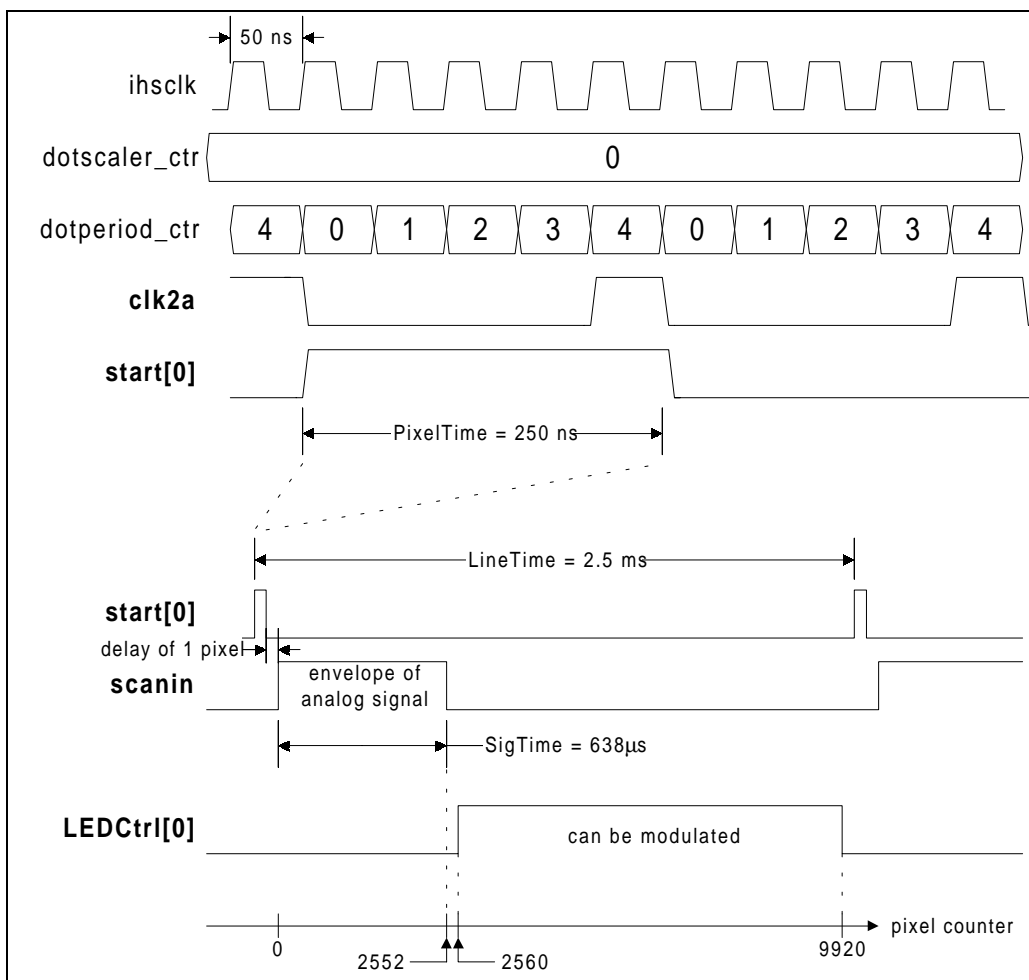 50 ns
ihsclk
dotscaler_ctr 0
dotperiod_ctr 4 0 1 2 3 4 0 1 2 3 4
clk2a
start[0]
PixelTime = 250 ns
LineTime = 2.5 ms
start[0]
delay of 1 pixel
scanin
envelope of
analog signal
SigTime = 638µs
LEDCtrl[0]
can be modulated
pixel counter
0 9920
2552 2560